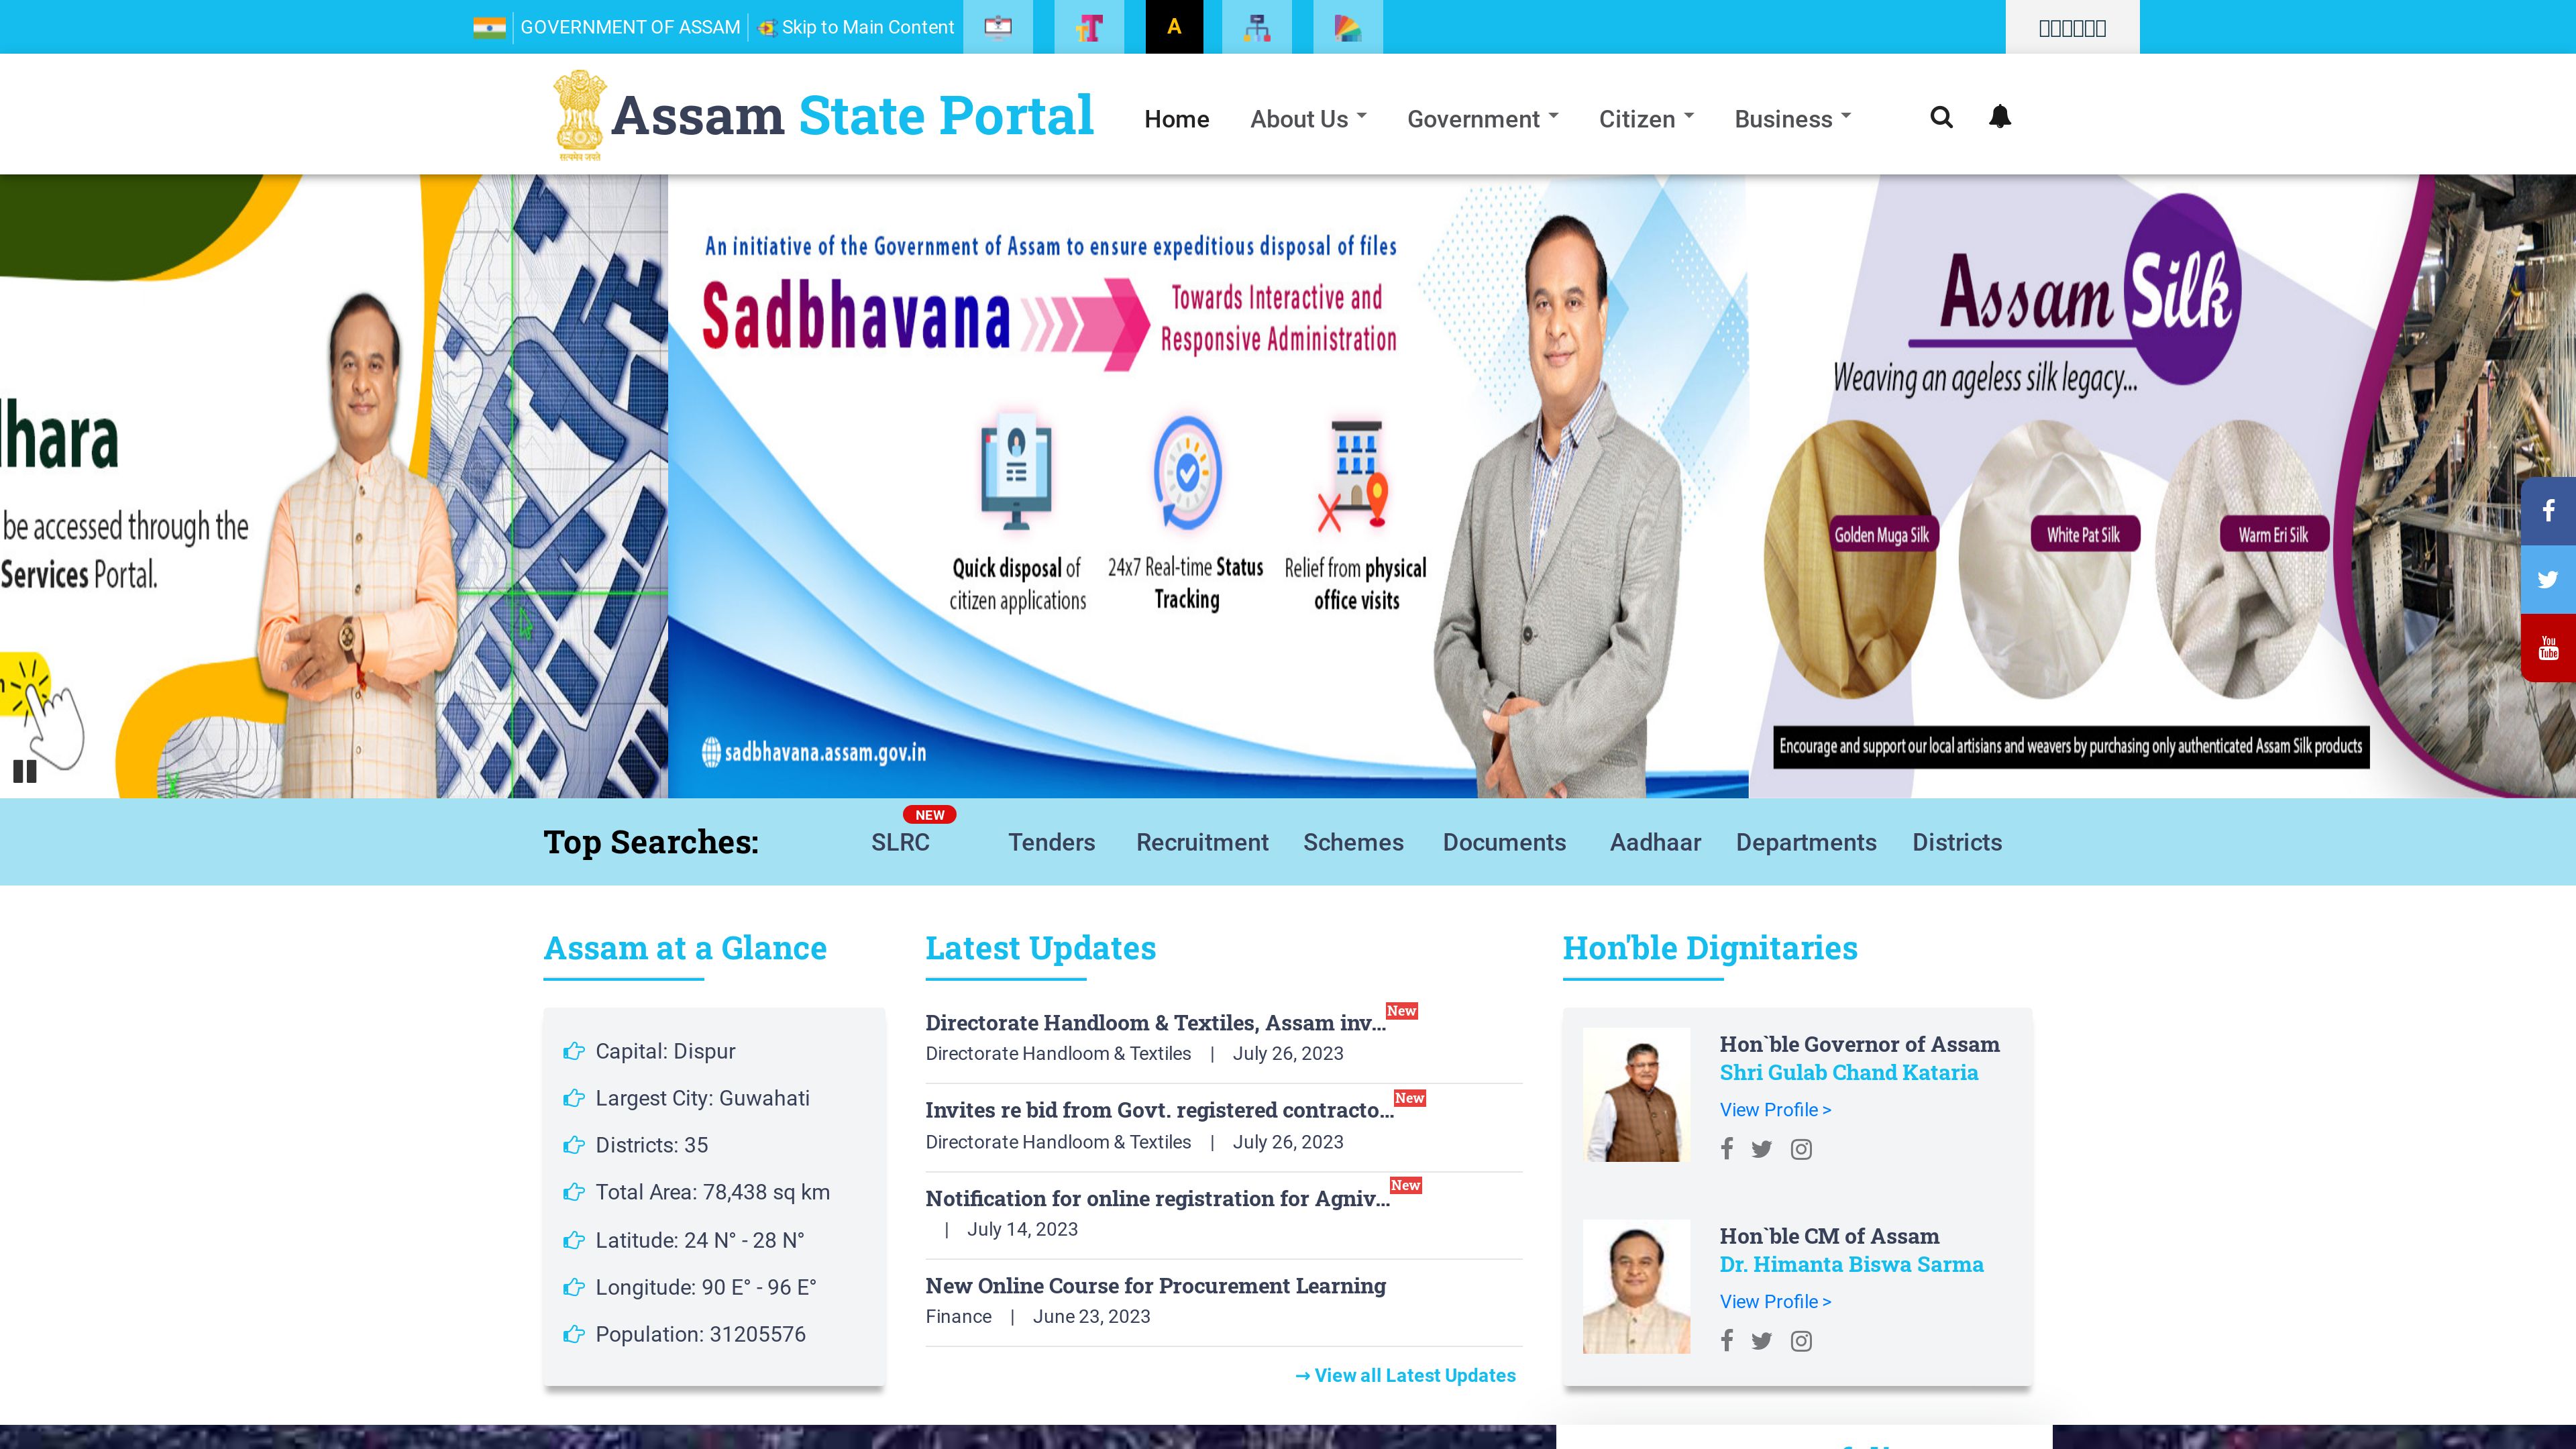 GOVERNMENT OF ASSAM
Skip to Main Content
T
A
सत्यमेव जयते
Assam State Portal
Home
About Us
Government
Citizen
Business
hara
be accessed through the
Services Portal.
An initiative of the Government of Assam to ensure expeditious disposal of files
Sadbhavana
Towards Interactive and
Responsive Administration
Quick disposal of
citizen applications
24x7 Real-time Status
Tracking
Relief from physical
office visits
sadbhavana.assam.gov.in
Assam Silk
Weaving an ageless silk legacy...
Golden Muga Silk
White Pat Silk
Warm Eri Silk
Encourage and support our local artisians and weavers by purchasing only authenticated Assam Silk products
You
Tube
Top Searches:
NEW
SLRC
Tenders
Recruitment
Schemes
Documents
Aadhaar
Departments
Districts
Assam at a Glance
Capital: Dispur
Largest City: Guwahati
Districts: 35
Total Area: 78,438 sq km
Latitude: 24 N° - 28 N°
Longitude: 90 E° - 96 E°
Population: 31205576
Latest Updates
Directorate Handloom & Textiles, Assam inv... New
Directorate Handloom & Textiles | July 26, 2023
Invites re bid from Govt. registered contracto... New
Directorate Handloom & Textiles | July 26, 2023
Notification for online registration for Agniv... New
| July 14, 2023
New Online Course for Procurement Learning
Finance | June 23, 2023
→ View all Latest Updates
Hon'ble Dignitaries
Hon`ble Governor of Assam
Shri Gulab Chand Kataria
View Profile >
Hon`ble CM of Assam
Dr. Himanta Biswa Sarma
View Profile >